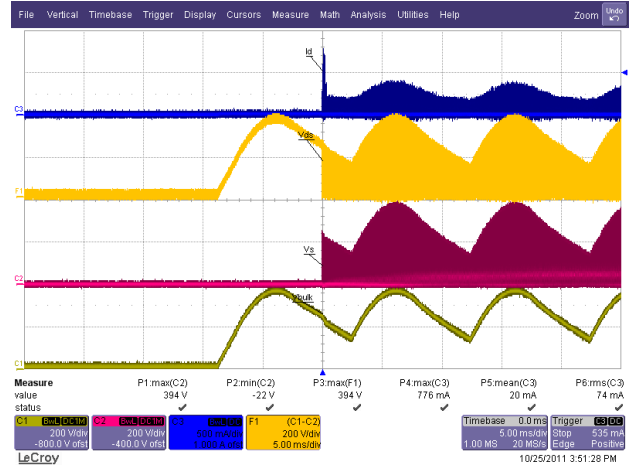 File Vertical Timebase Trigger Display Cursors Measure Math Analysis Utilities Help Zoom Undo
Id
C3
Vds
F1
Vs
C2
Vbulk
C1
Measure P1:max(C2) P2:min(C2) P3:max(F1) P4:max(C3) P5:mean(C3) P6:rms(C3)
value 394 V -22 V 394 V 776 mA 20 mA 74 mA
status
C1 BwL DC1M C2 BwL DC1M C3 BwL DC F1 (C1-C2) Timebase 0.0 ms Trigger C3 DC
200 V/div 200 V/div 500 mA/div 200 V/div 5.00 ms/div Stop 535 mA
-800.0 V ofst -400.0 V ofst 5.00 ms/div 1.00 MS 20 MS/s Edge Positive
LeCroy 10/25/2011 3:51:28 PM